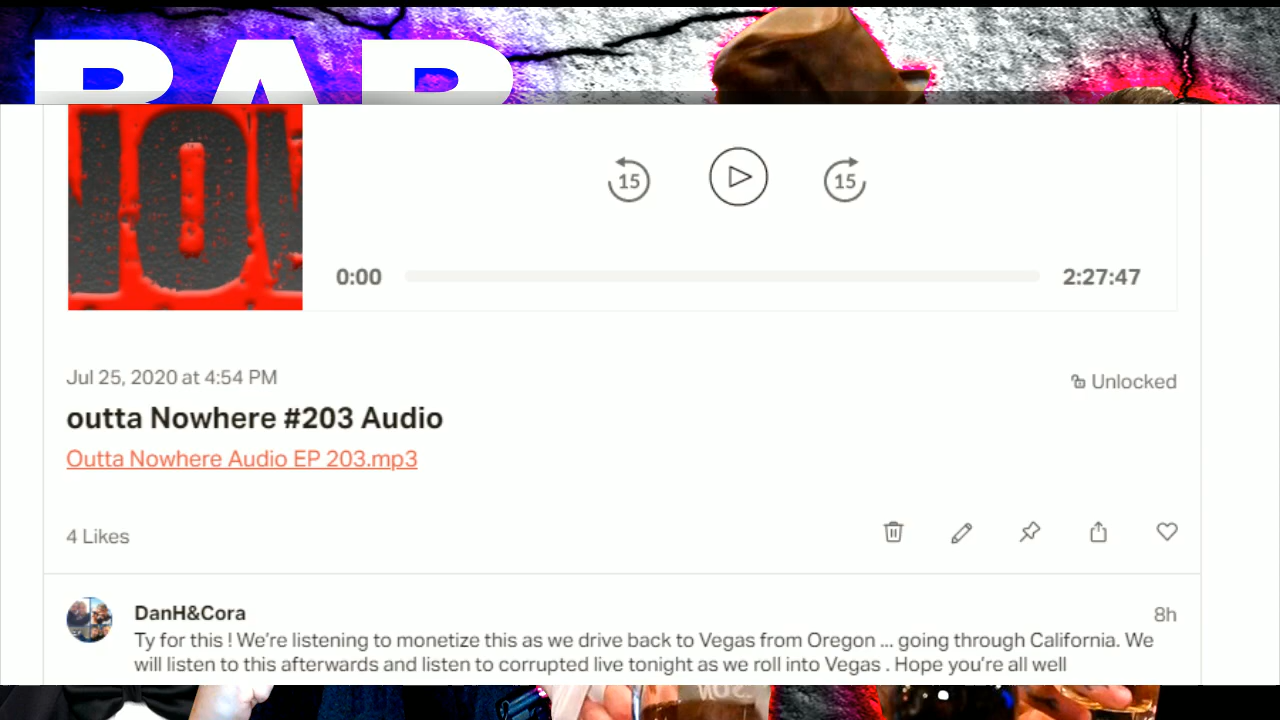 15
15
0:00
2:27:47
Jul 25, 2020 at 4:54 PM
Unlocked
outta Nowhere #203 Audio
Outta Nowhere Audio EP 203.mp3
4 Likes
DanH&Cora
8h
Ty for this ! We're listening to monetize this as we drive back to Vegas from Oregon ... going through California. We
will listen to this afterwards and listen to corrupted live tonight as we roll into Vegas . Hope you're all well